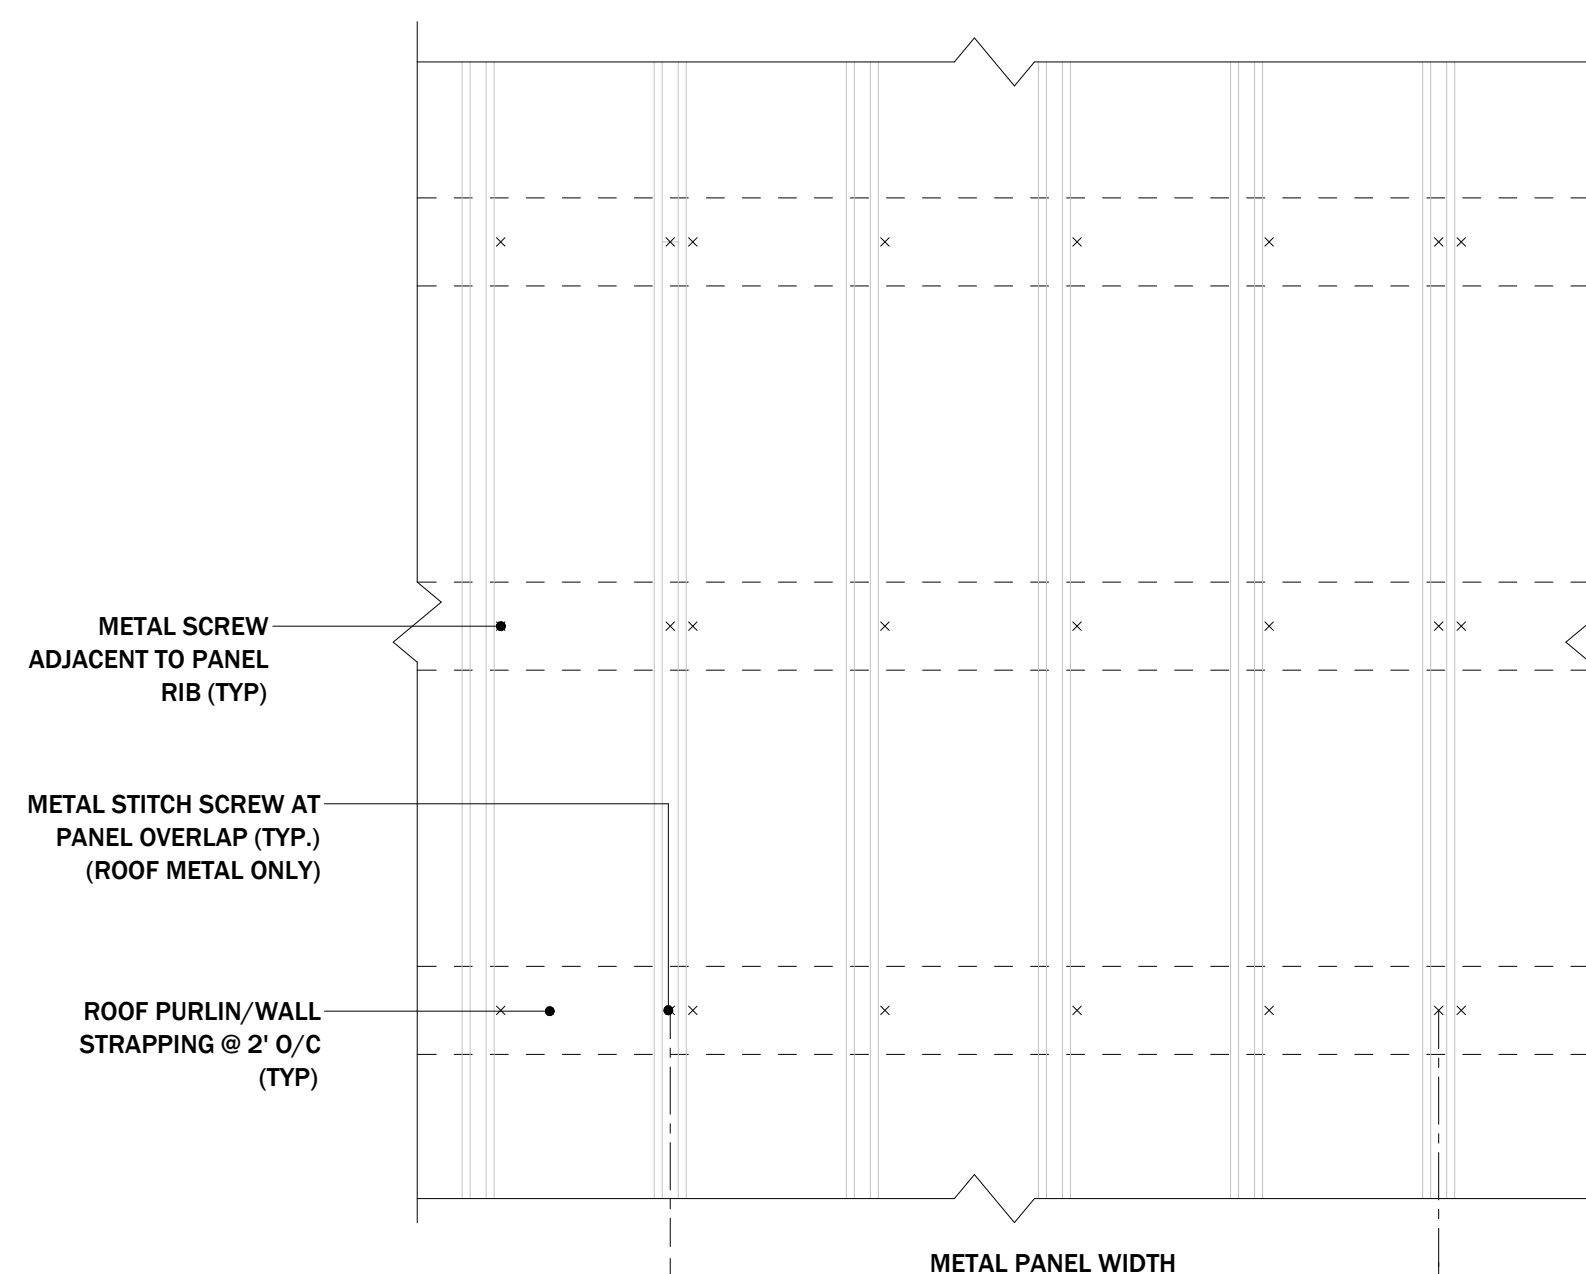 METAL SCREW
ADJACENT TO PANEL
RIB (TYP)
METAL STITCH SCREW AT
PANEL OVERLAP (TYP.)
(ROOF METAL ONLY)
ROOF PURLIN/WALL
STRAPPING @ 2' O/C
(TYP)
METAL PANEL WIDTH